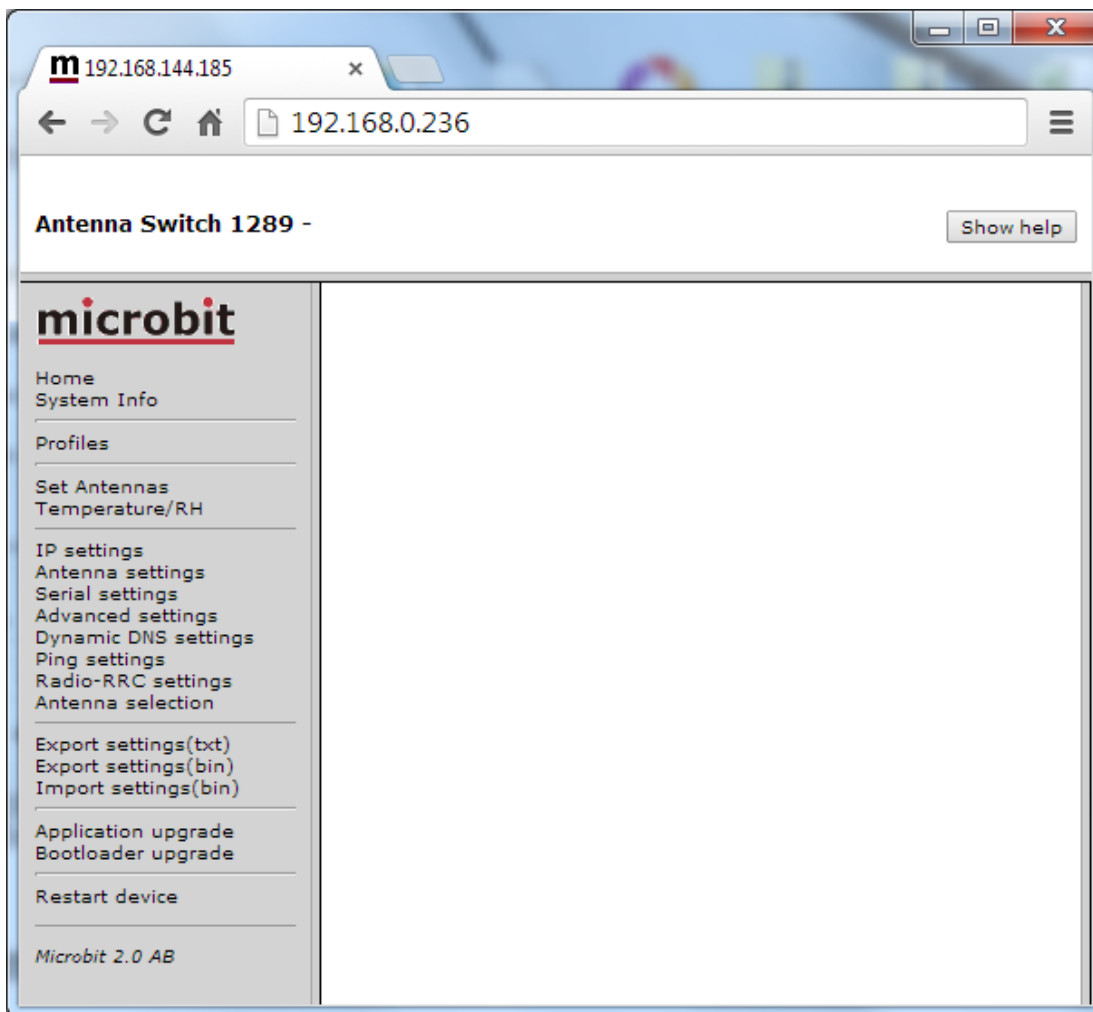 m 192.168.144.185
192.168.0.236
Antenna Switch 1289 -
Show help
microbit
Home
System Info
Profiles
Set Antennas
Temperature/RH
IP settings
Antenna settings
Serial settings
Advanced settings
Dynamic DNS settings
Ping settings
Radio-RRC settings
Antenna selection
Export settings(txt)
Export settings(bin)
Import settings(bin)
Application upgrade
Bootloader upgrade
Restart device
Microbit 2.0 AB